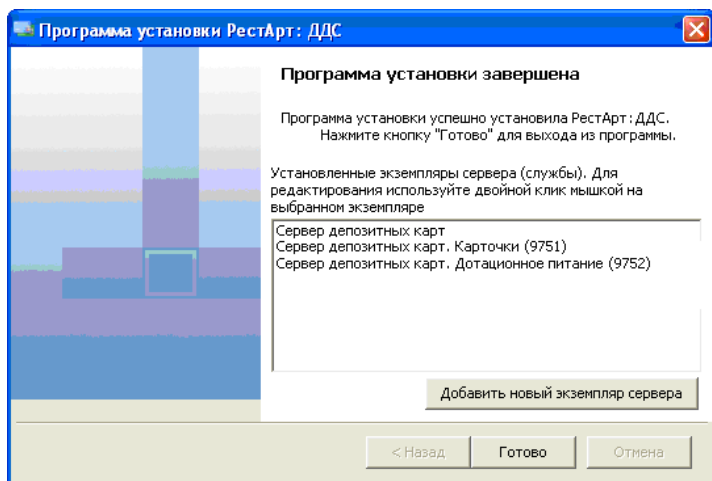 Программа установки РестАрт: ДДС
Программа установки завершена
Программа установки успешно установила РестАрт: ДДС.
Нажмите кнопку "Готово" для выхода из программы.
Установленные экземпляры сервера (службы). Для
редактирования используйте двойной клик мышкой на
выбранном экземпляре
Сервер депозитных карт
Сервер депозитных карт. Карточки (9751)
Сервер депозитных карт. Дотационное питание (9752)
Добавить новый экземпляр сервера
< Назад
Готово
Отмена